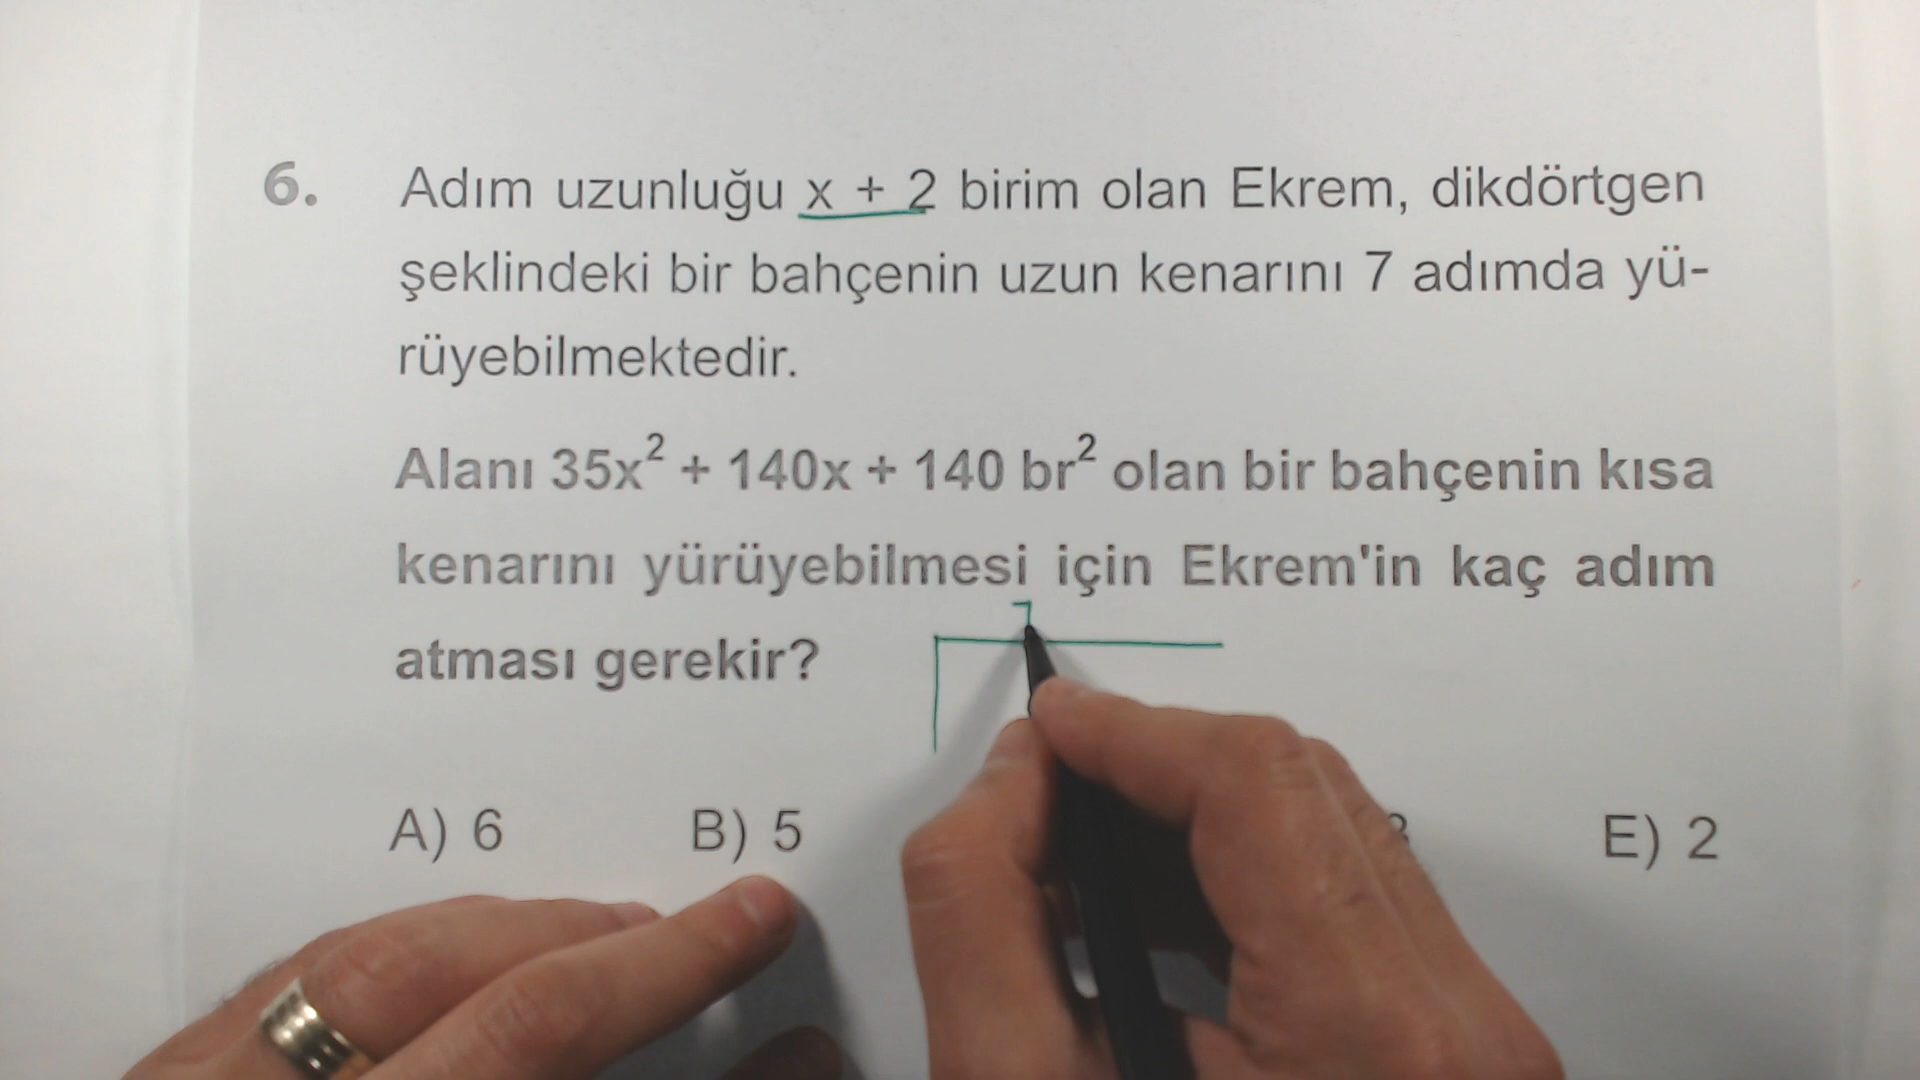 6. Adım uzunluğu x + 2 birim olan Ekrem, dikdörtgen
şeklindeki bir bahçenin uzun kenarını 7 adımda yü-
rüyebilmektedir.
Alanı 35x² + 140x + 140 br² olan bir bahçenin kısa
kenarını yürüyebilmesi için Ekrem'in kaç adım
atması gerekir?
A) 6 B) 5 E) 2